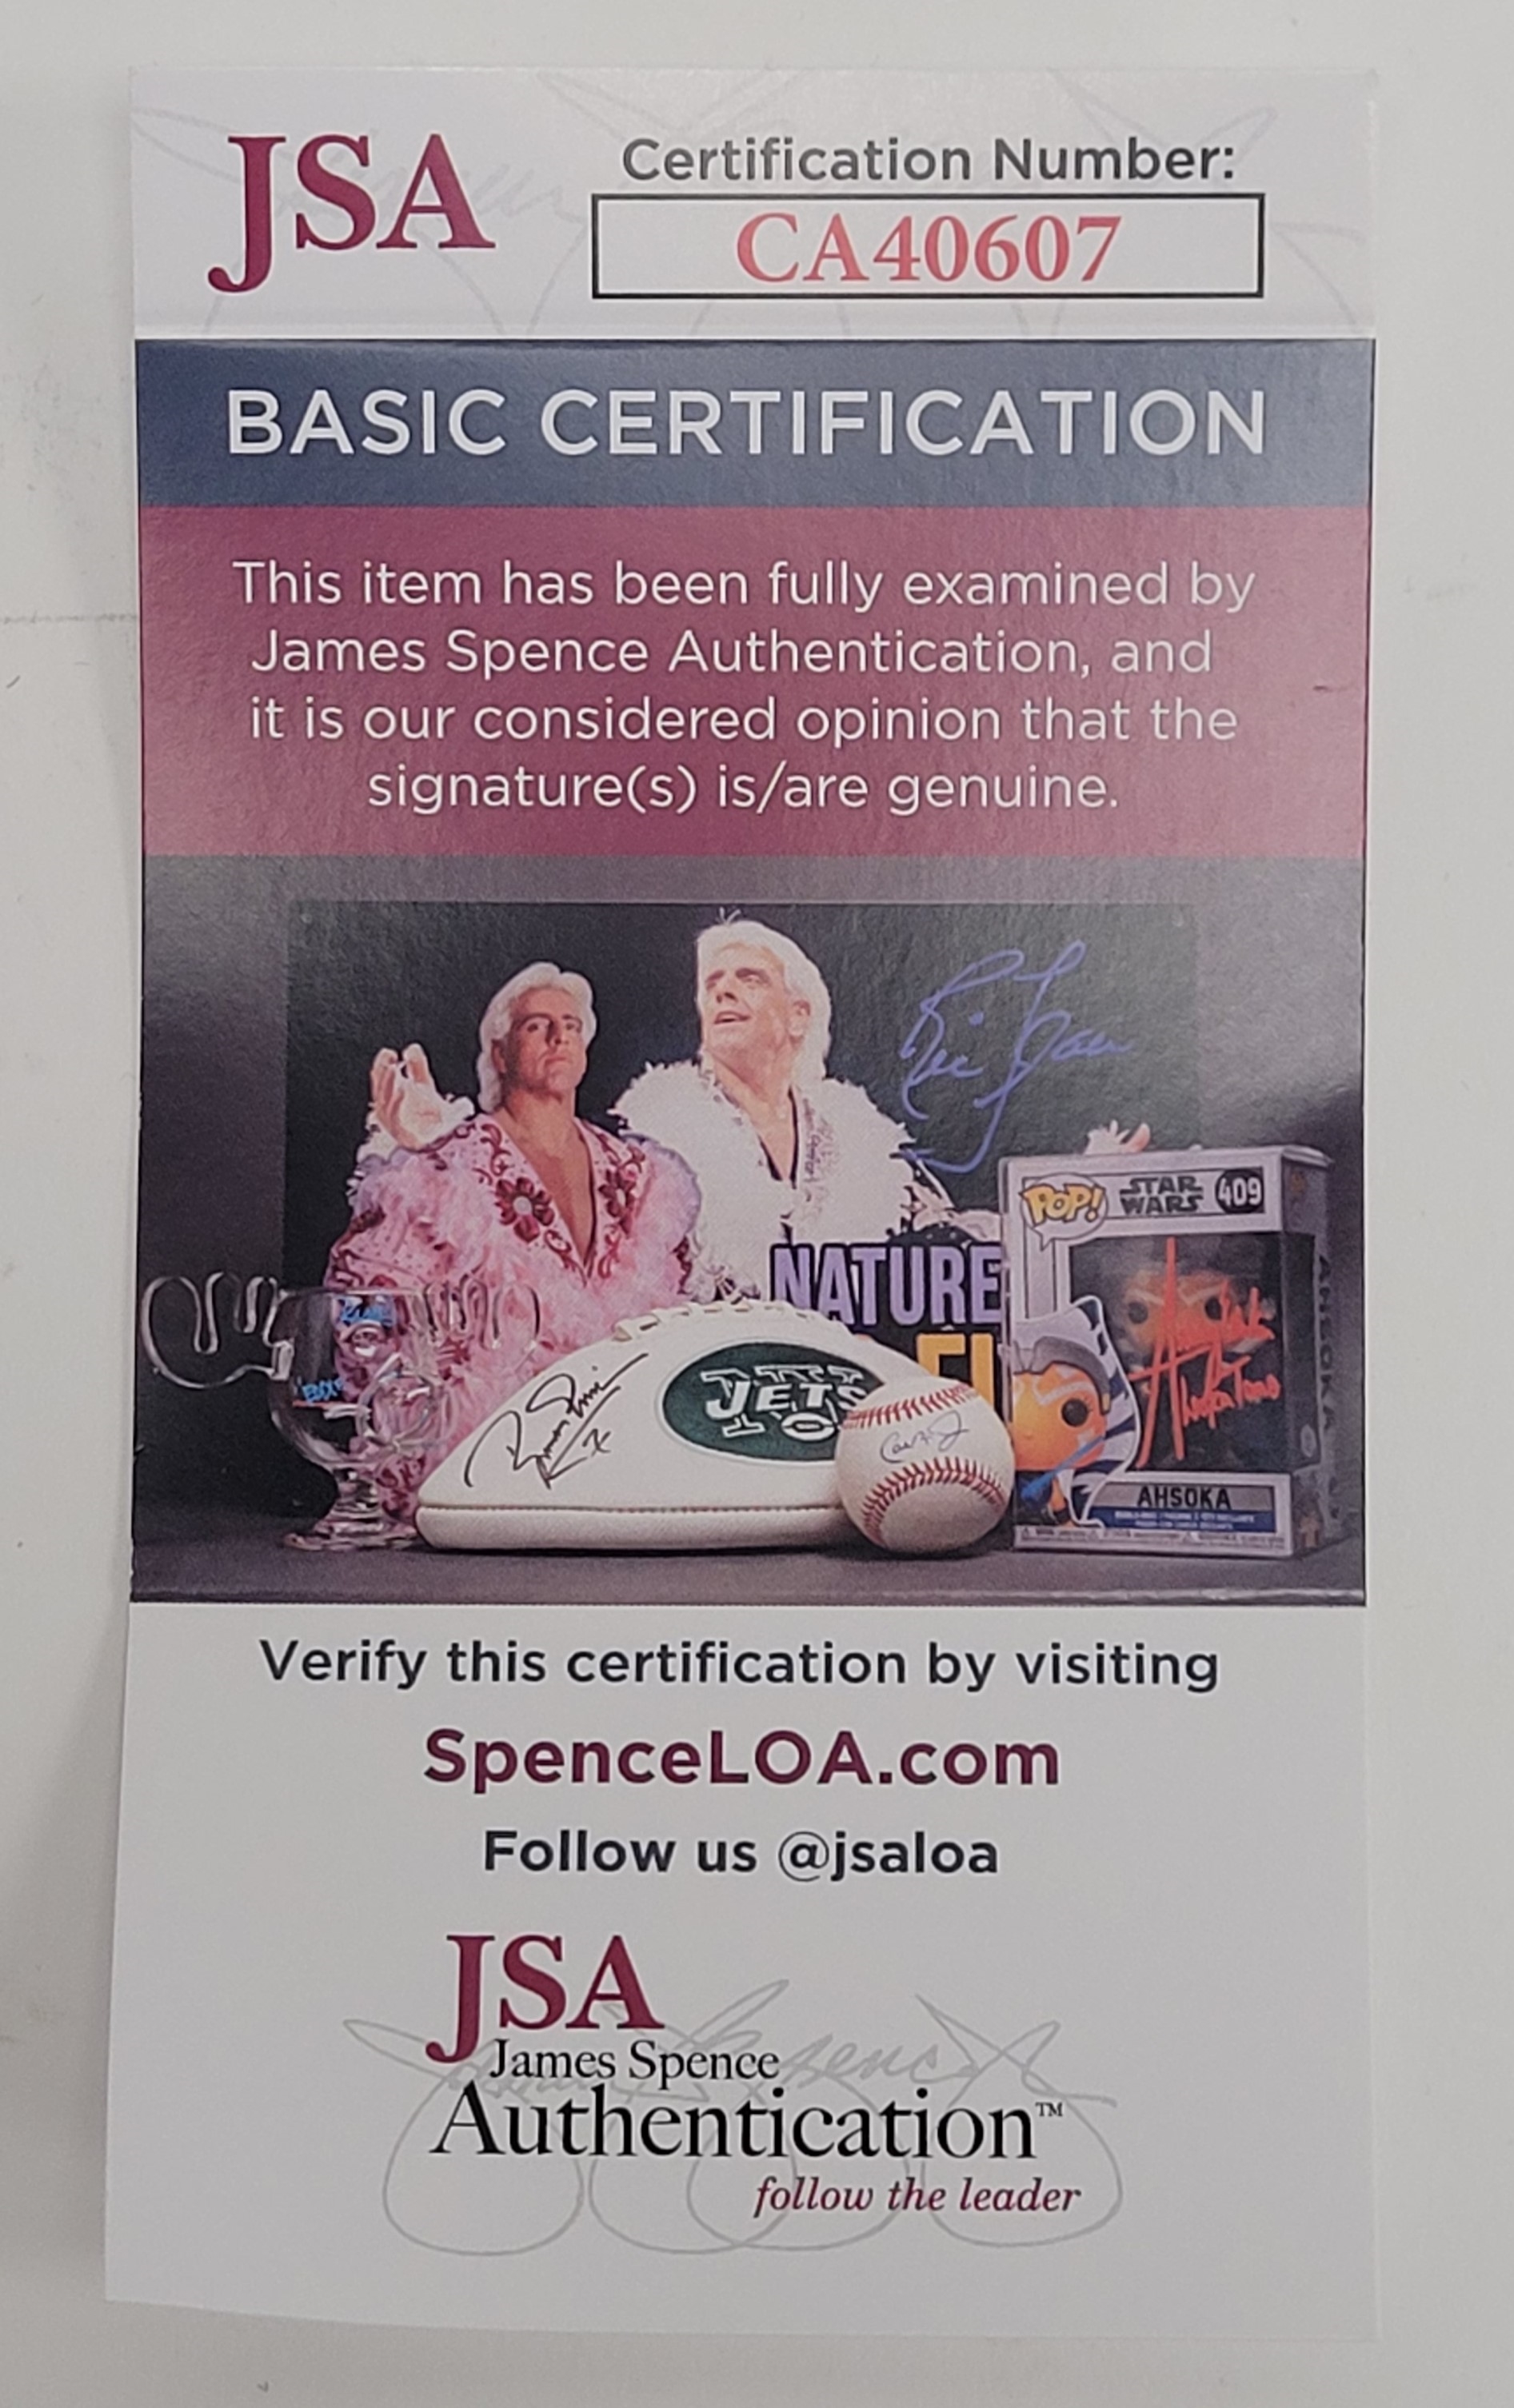 JSA
Certification Number:
CA40607
BASIC CERTIFICATION
This item has been fully examined by
James Spence Authentication, and
it is our considered opinion that the
signature(s) is/are genuine.
POP!
STAR
WARS
409
NATURE
JETS
AHSOKA
AHSOKA
Verify this certification by visiting
SpenceLOA.com
Follow us @jsaloa
JSA
James Spence
Authentication™
follow the leader